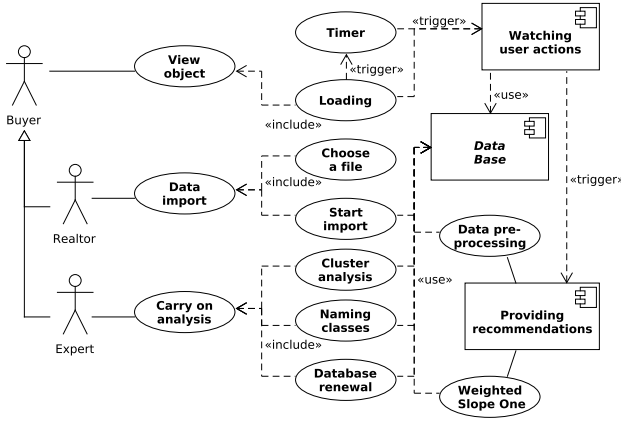 «trigger»
Timer
Watching
user actions
View
object
«trigger»
Loading
«use»
Buyer
«include»
Choose
a file
Data
Base
Data
import
«include»
«trigger»
Realtor
Start
import
Data pre-
processing
Cluster
analysis
«use»
Carry on
analysis
Naming
classes
Providing
recommendations
Expert
«include»
Database
renewal
Weighted
Slope One